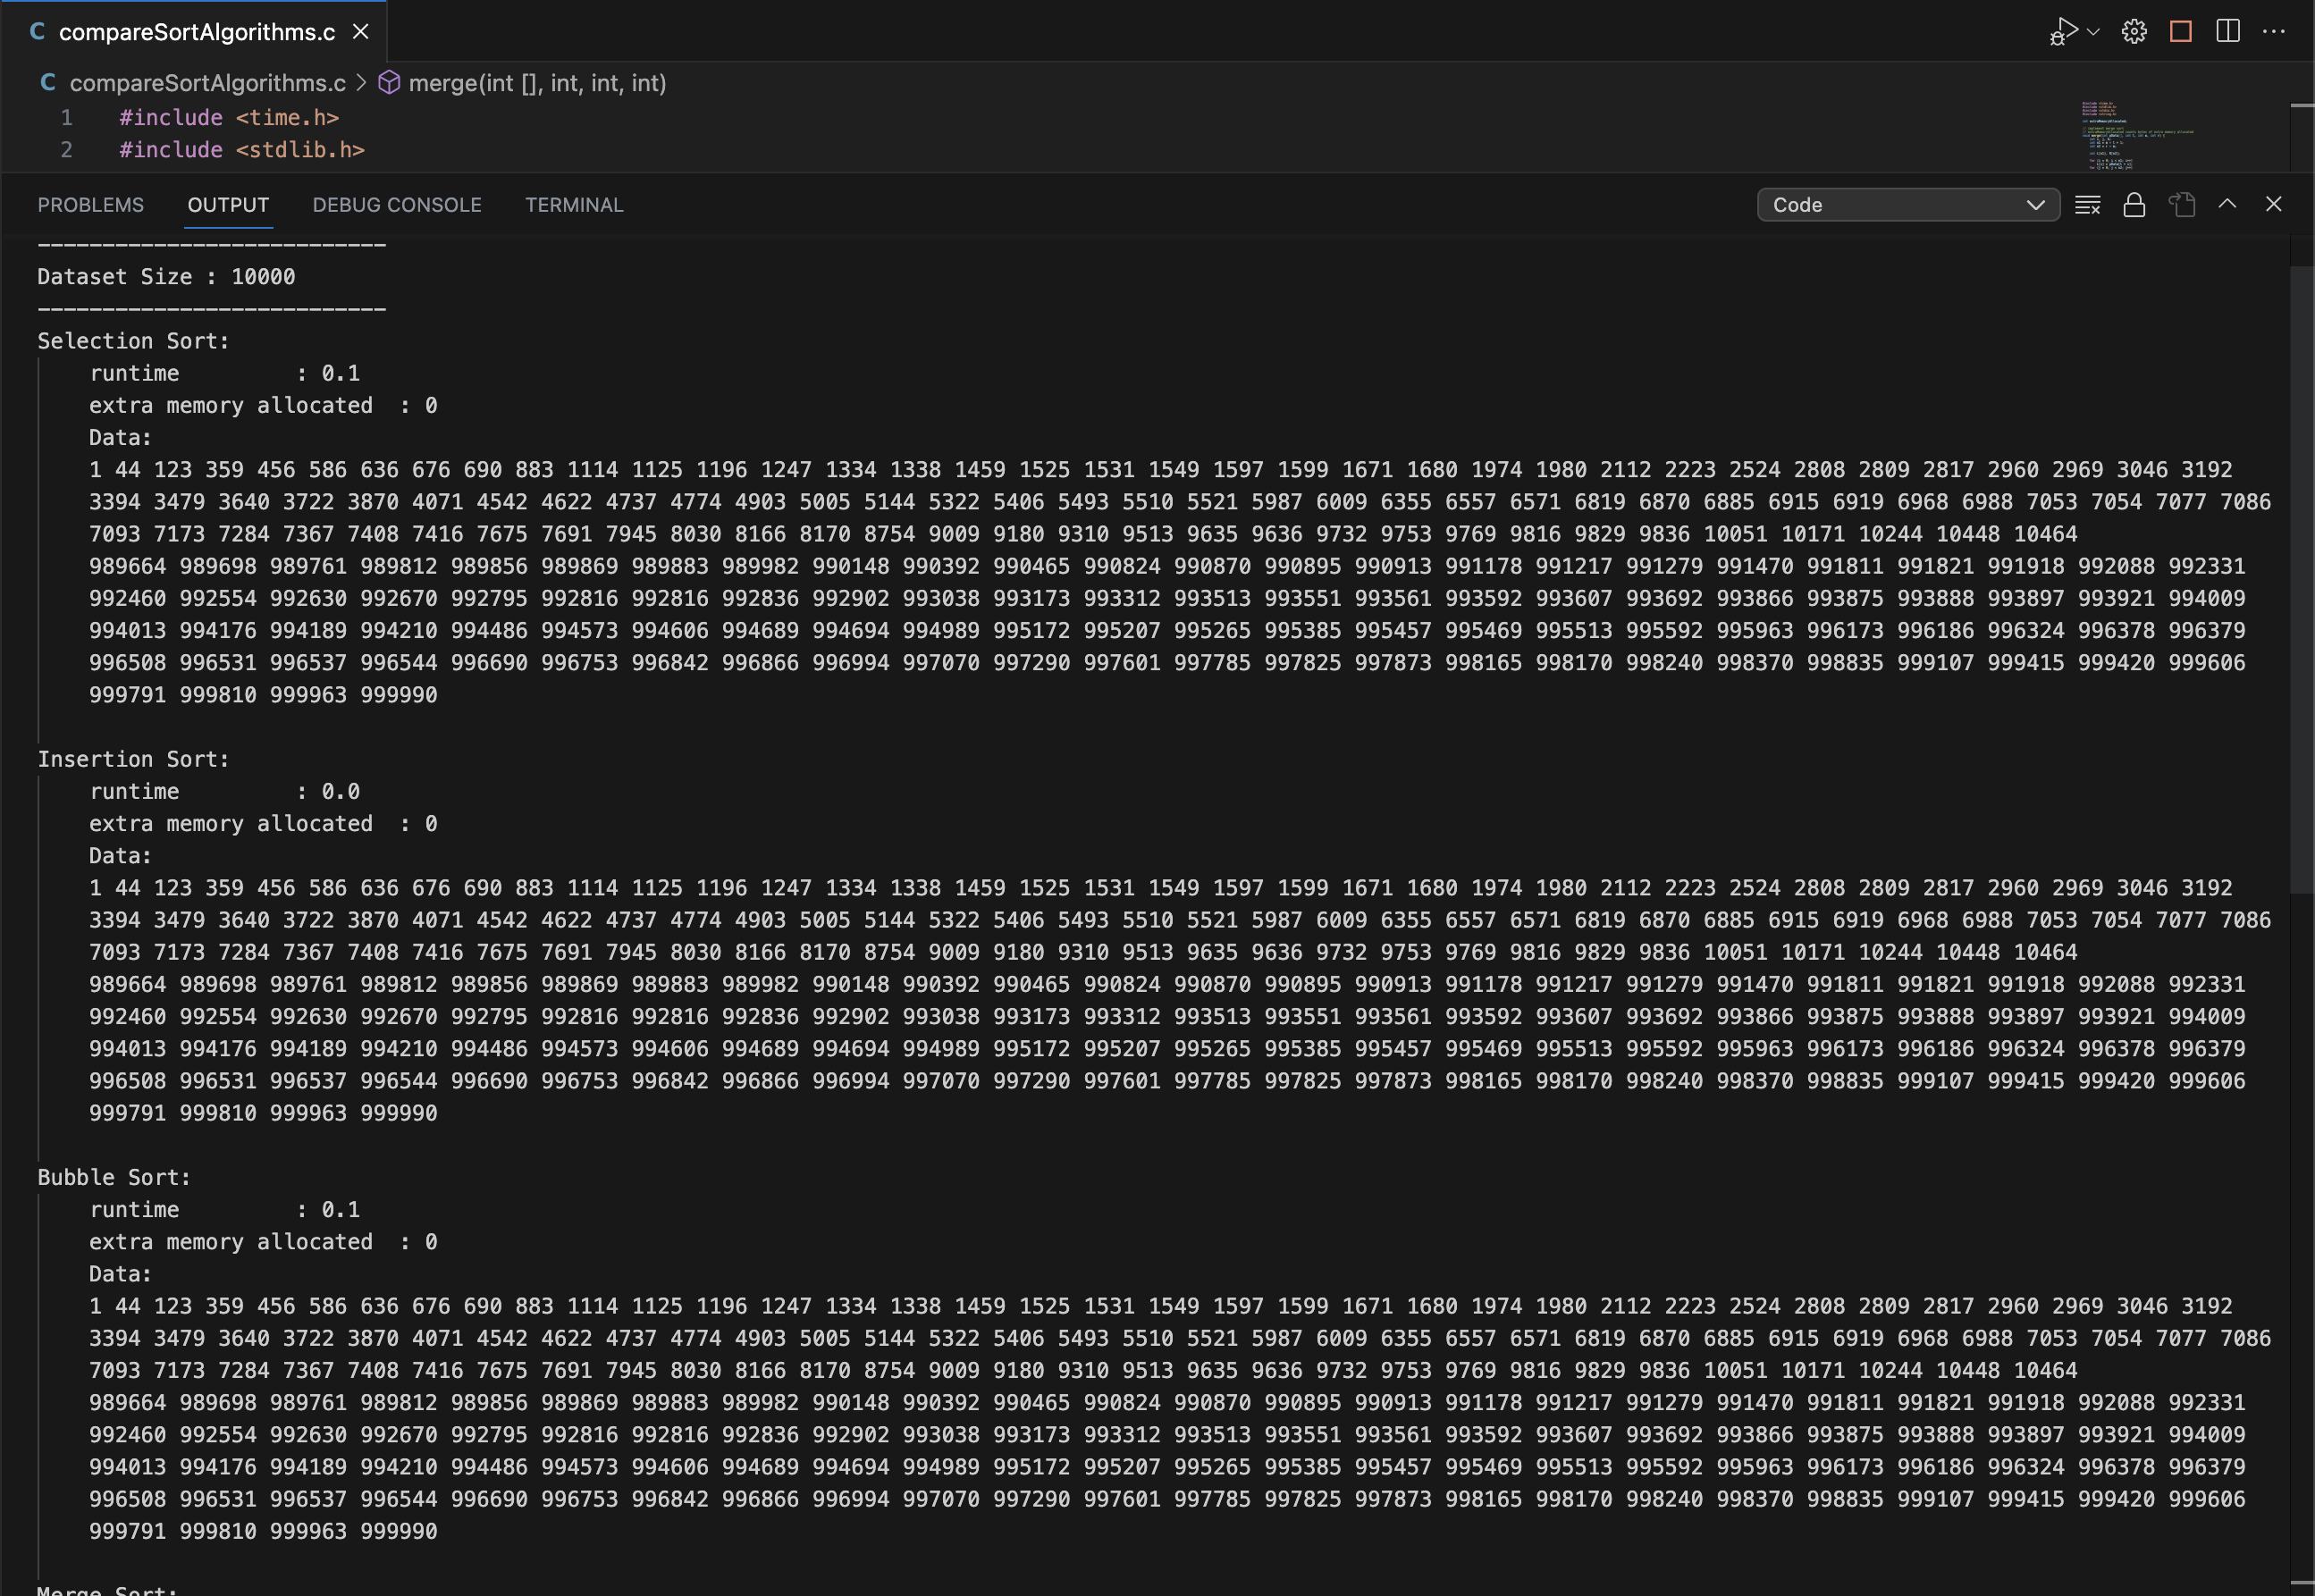 compareSortAlgorithms.c
compareSortAlgorithms.c > merge(int [], int, int, int)
1 #include <time.h>
2 #include <stdlib.h>
PROBLEMS OUTPUT DEBUG CONSOLE TERMINAL Code
---------------------------
Dataset Size : 10000
---------------------------
Selection Sort:
runtime : 0.1
extra memory allocated : 0
Data:
1 44 123 359 456 586 636 676 690 883 1114 1125 1196 1247 1334 1338 1459 1525 1531 1549 1597 1599 1671 1680 1974 1980 2112 2223 2524 2808 2809 2817 2960 2969 3046 3192
3394 3479 3640 3722 3870 4071 4542 4622 4737 4774 4903 5005 5144 5322 5406 5493 5510 5521 5987 6009 6355 6557 6571 6819 6870 6885 6915 6919 6968 6988 7053 7054 7077 7086
7093 7173 7284 7367 7408 7416 7675 7691 7945 8030 8166 8170 8754 9009 9180 9310 9513 9635 9636 9732 9753 9769 9816 9829 9836 10051 10171 10244 10448 10464
989664 989698 989761 989812 989856 989869 989883 989982 990148 990392 990465 990824 990870 990895 990913 991178 991217 991279 991470 991811 991821 991918 992088 992331
992460 992554 992630 992670 992795 992816 992816 992836 992902 993038 993173 993312 993513 993551 993561 993592 993607 993692 993866 993875 993888 993897 993921 994009
994013 994176 994189 994210 994486 994573 994606 994689 994694 994989 995172 995207 995265 995385 995457 995469 995513 995592 995963 996173 996186 996324 996378 996379
996508 996531 996537 996544 996690 996753 996842 996866 996994 997070 997290 997601 997785 997825 997873 998165 998170 998240 998370 998835 999107 999415 999420 999606
999791 999810 999963 999990
Insertion Sort:
runtime : 0.0
extra memory allocated : 0
Data:
1 44 123 359 456 586 636 676 690 883 1114 1125 1196 1247 1334 1338 1459 1525 1531 1549 1597 1599 1671 1680 1974 1980 2112 2223 2524 2808 2809 2817 2960 2969 3046 3192
3394 3479 3640 3722 3870 4071 4542 4622 4737 4774 4903 5005 5144 5322 5406 5493 5510 5521 5987 6009 6355 6557 6571 6819 6870 6885 6915 6919 6968 6988 7053 7054 7077 7086
7093 7173 7284 7367 7408 7416 7675 7691 7945 8030 8166 8170 8754 9009 9180 9310 9513 9635 9636 9732 9753 9769 9816 9829 9836 10051 10171 10244 10448 10464
989664 989698 989761 989812 989856 989869 989883 989982 990148 990392 990465 990824 990870 990895 990913 991178 991217 991279 991470 991811 991821 991918 992088 992331
992460 992554 992630 992670 992795 992816 992816 992836 992902 993038 993173 993312 993513 993551 993561 993592 993607 993692 993866 993875 993888 993897 993921 994009
994013 994176 994189 994210 994486 994573 994606 994689 994694 994989 995172 995207 995265 995385 995457 995469 995513 995592 995963 996173 996186 996324 996378 996379
996508 996531 996537 996544 996690 996753 996842 996866 996994 997070 997290 997601 997785 997825 997873 998165 998170 998240 998370 998835 999107 999415 999420 999606
999791 999810 999963 999990
Bubble Sort:
runtime : 0.1
extra memory allocated : 0
Data:
1 44 123 359 456 586 636 676 690 883 1114 1125 1196 1247 1334 1338 1459 1525 1531 1549 1597 1599 1671 1680 1974 1980 2112 2223 2524 2808 2809 2817 2960 2969 3046 3192
3394 3479 3640 3722 3870 4071 4542 4622 4737 4774 4903 5005 5144 5322 5406 5493 5510 5521 5987 6009 6355 6557 6571 6819 6870 6885 6915 6919 6968 6988 7053 7054 7077 7086
7093 7173 7284 7367 7408 7416 7675 7691 7945 8030 8166 8170 8754 9009 9180 9310 9513 9635 9636 9732 9753 9769 9816 9829 9836 10051 10171 10244 10448 10464
989664 989698 989761 989812 989856 989869 989883 989982 990148 990392 990465 990824 990870 990895 990913 991178 991217 991279 991470 991811 991821 991918 992088 992331
992460 992554 992630 992670 992795 992816 992816 992836 992902 993038 993173 993312 993513 993551 993561 993592 993607 993692 993866 993875 993888 993897 993921 994009
994013 994176 994189 994210 994486 994573 994606 994689 994694 994989 995172 995207 995265 995385 995457 995469 995513 995592 995963 996173 996186 996324 996378 996379
996508 996531 996537 996544 996690 996753 996842 996866 996994 997070 997290 997601 997785 997825 997873 998165 998170 998240 998370 998835 999107 999415 999420 999606
999791 999810 999963 999990
Merge Sort: